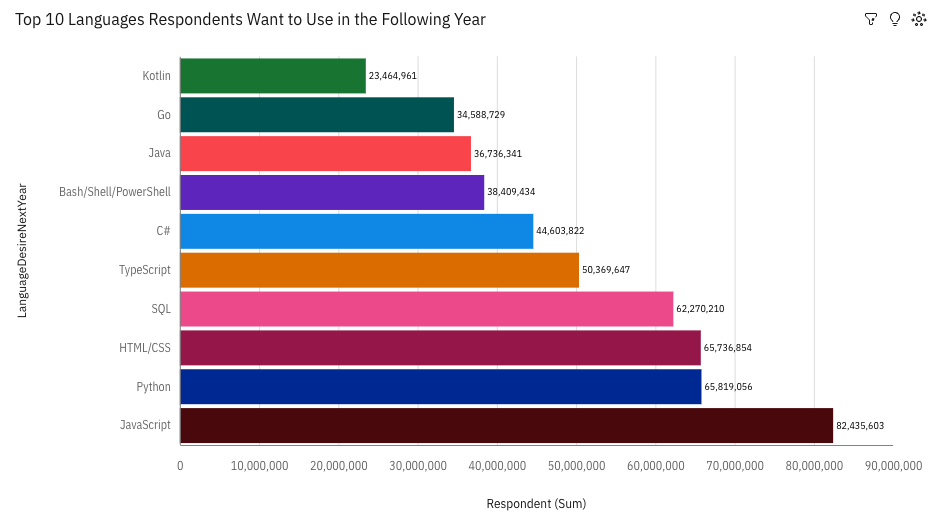 Top 10 Languages Respondents Want to Use in the Following Year
LanguageDesireNextYear
Kotlin 23,464,961
Go 34,588,729
Java 36,736,341
Bash/Shell/PowerShell 38,409,434
C# 44,603,822
TypeScript 50,369,647
SQL 62,270,210
HTML/CSS 65,736,854
Python 65,819,056
JavaScript 82,435,603
0 10,000,000 20,000,000 30,000,000 40,000,000 50,000,000 60,000,000 70,000,000 80,000,000 90,000,000
Respondent (Sum)